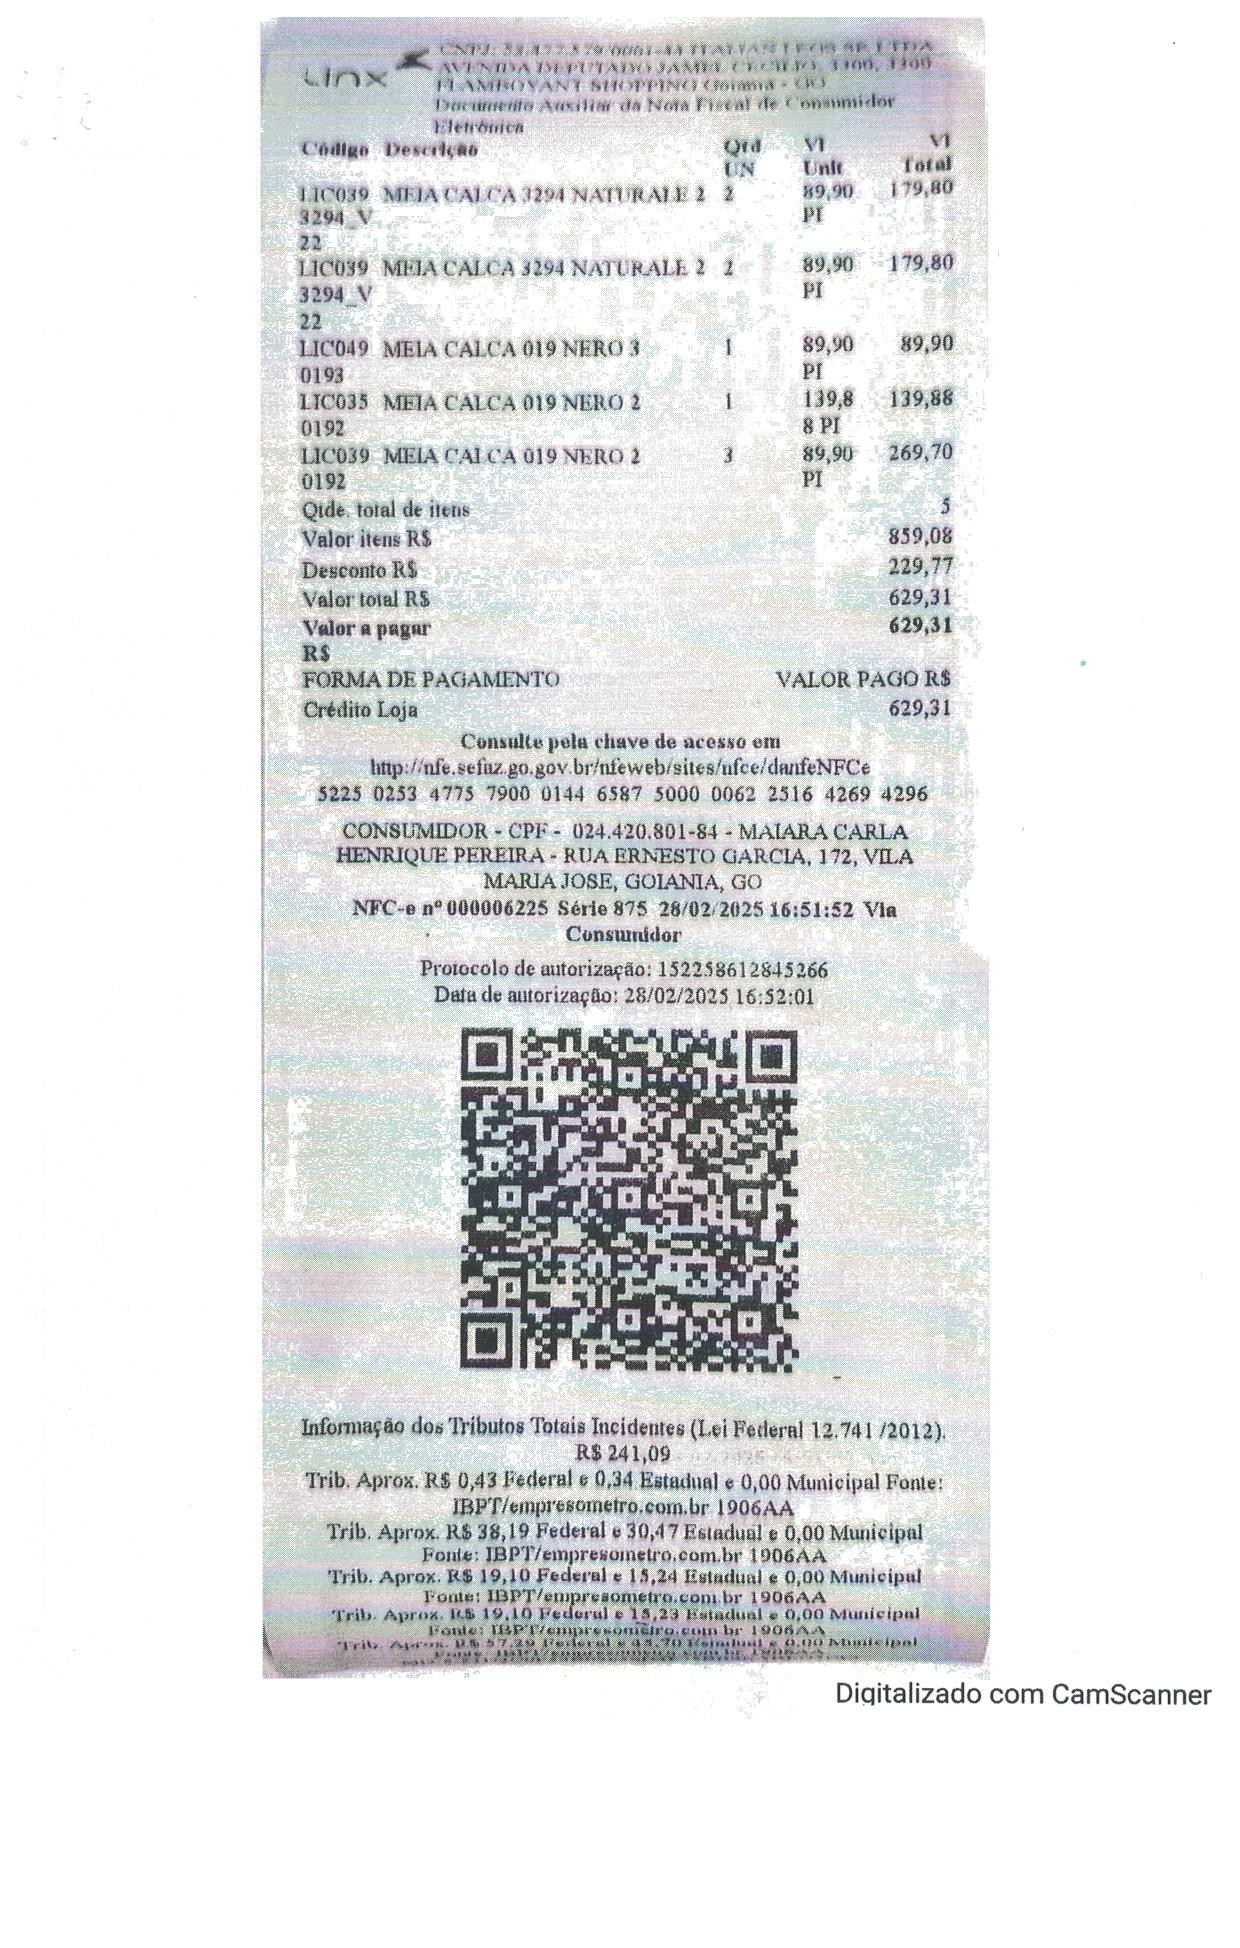 Linx
CNPJ: 53.477.579/0001-44 ITALIAN LEGS BR LTDA
AVENIDA DEPUTADO JAMEL CECILIO, 3300, 3300
FLAMBOYANT SHOPPING Goiania - GO
Documento Auxiliar da Nota Fiscal de Consumidor
Eletrônica
Código Descrição Qtd UN Vl Unit Vl Total
LIC039 MEIA CALCA 3294 NATURALE 2 2 89,90 179,80
3294_V PI
22
LIC039 MEIA CALCA 3294 NATURALE 2 2 89,90 179,80
3294_V PI
22
LIC049 MEIA CALCA 019 NERO 3 1 89,90 89,90
0193 PI
LIC035 MEIA CALCA 019 NERO 2 1 139,8 139,88
0192 8 PI
LIC039 MEIA CALCA 019 NERO 2 3 89,90 269,70
0192 PI
Qtde. total de itens 5
Valor itens R$ 859,08
Desconto R$ 229,77
Valor total R$ 629,31
Valor a pagar 629,31
R$
FORMA DE PAGAMENTO VALOR PAGO R$
Crédito Loja 629,31
Consulte pela chave de acesso em
http://nfe.sefaz.go.gov.br/nfeweb/sites/nfce/danfeNFCe
5225 0253 4775 7900 0144 6587 5000 0062 2516 4269 4296
CONSUMIDOR - CPF - 024.420.801-84 - MAIARA CARLA
HENRIQUE PEREIRA - RUA ERNESTO GARCIA, 172, VILA
MARIA JOSE, GOIANIA, GO
NFC-e nº 000006225 Série 875 28/02/2025 16:51:52 Via
Consumidor
Protocolo de autorização: 152258612845266
Data de autorização: 28/02/2025 16:52:01
Informação dos Tributos Totais Incidentes (Lei Federal 12.741 /2012).
R$ 241,09
Trib. Aprox. R$ 0,43 Federal e 0,34 Estadual e 0,00 Municipal Fonte:
IBPT/empresometro.com.br 1906AA
Trib. Aprox. R$ 38,19 Federal e 30,47 Estadual e 0,00 Municipal
Fonte: IBPT/empresometro.com.br 1906AA
Trib. Aprox. R$ 19,10 Federal e 15,24 Estadual e 0,00 Municipal
Fonte: IBPT/empresometro.com.br 1906AA
Trib. Aprox. R$ 19,10 Federal e 15,23 Estadual e 0,00 Municipal
Fonte: IBPT/empresometro.com.br 1906AA
Trib. Aprox. R$ 57,29 Federal e 45,70 Estadual e 0,00 Municipal
Fonte: IBPT/empresometro.com.br 1906AA
Digitalizado com CamScanner